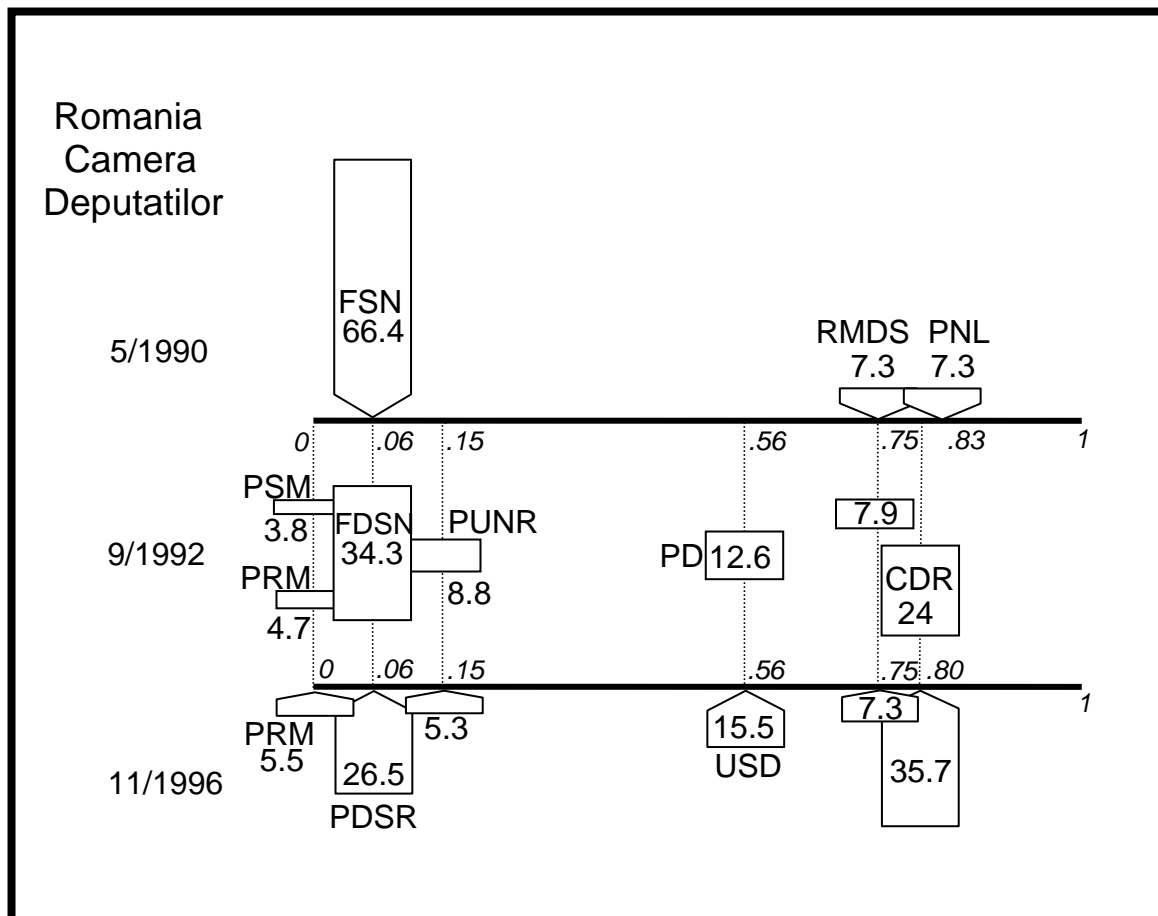 Romania
Camera
Deputatilor
5/1990
FSN
66.4
RMDS PNL
7.3 7.3
0 .06 .15 .56 .75 .83 1
9/1992
PSM
3.8
FDSN
34.3
PUNR
8.8
PRM
4.7
PD 12.6
7.9
CDR
24
0 .06 .15 .56 .75 .80 1
11/1996
PRM
5.5
26.5
PDSR
5.3
15.5
USD
7.3
35.7